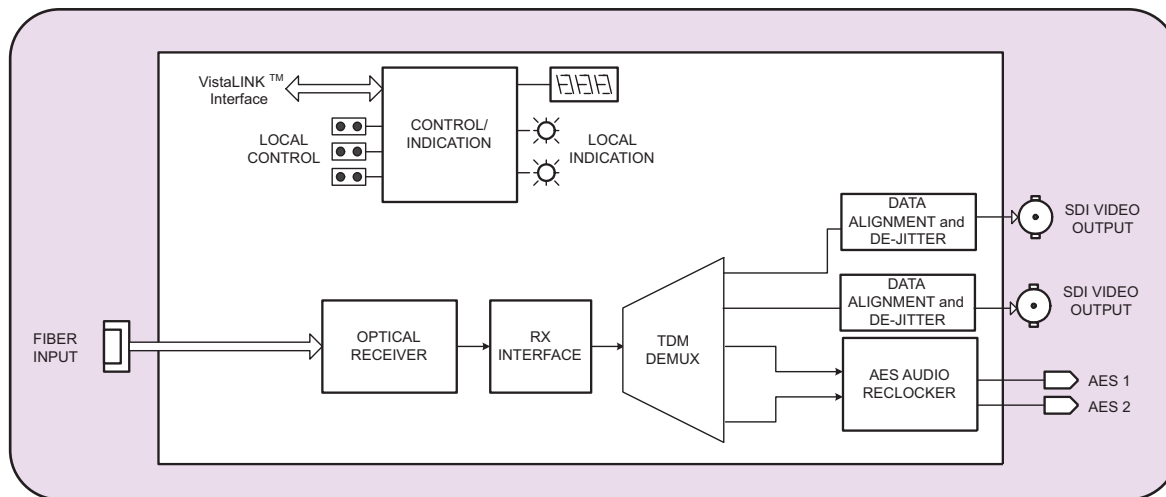 VistaLINK ™
Interface
LOCAL
CONTROL
CONTROL/
INDICATION
LOCAL
INDICATION
DATA
ALIGNMENT and
DE-JITTER
SDI VIDEO
OUTPUT
DATA
ALIGNMENT and
DE-JITTER
SDI VIDEO
OUTPUT
FIBER
INPUT
OPTICAL
RECEIVER
RX
INTERFACE
TDM
DEMUX
AES AUDIO
RECLOCKER
AES 1
AES 2